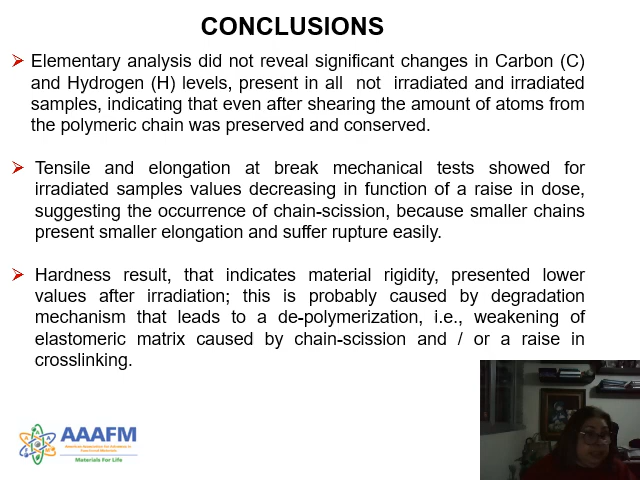 CONCLUSIONS
Elementary analysis did not reveal significant changes in Carbon (C)
and Hydrogen (H) levels, present in all not irradiated and irradiated
samples, indicating that even after shearing the amount of atoms from
the polymeric chain was preserved and conserved.
Tensile and elongation at break mechanical tests showed for
irradiated samples values decreasing in function of a raise in dose,
suggesting the occurrence of chain-scission, because smaller chains
present smaller elongation and suffer rupture easily.
Hardness result, that indicates material rigidity, presented lower
values after irradiation; this is probably caused by degradation
mechanism that leads to a de-polymerization, i.e., weakening of
elastomeric matrix caused by chain-scission and / or a raise in
crosslinking.
AAAFM
American Association for Advances in
Functional Materials
Materials For Life